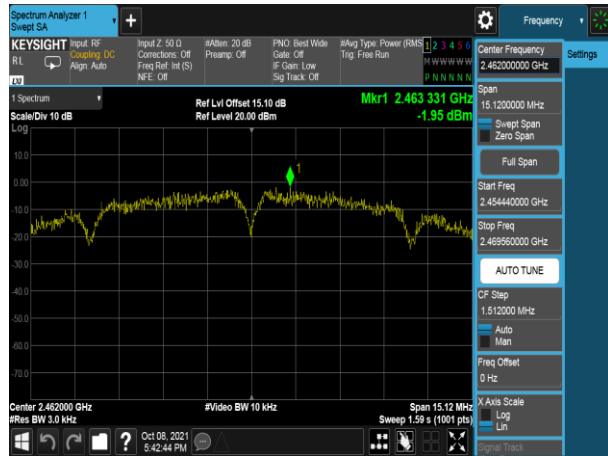 Spectrum Analyzer 1
Swept SA
+
Frequency
KEYSIGHT
RL
LXI
Input: RF
Coupling: DC
Align: Auto
Input Z: 50 Ω
Corrections: Off
Freq Ref: Int (S)
NFE: Off
#Atten: 20 dB
Preamp: Off
PNO: Best Wide
Gate: Off
IF Gain: Low
Sig Track: Off
#Avg Type: Power (RMS
Trig: Free Run
1 2 3 4 5 6
M W W W W W
P N N N N N
Center Frequency
2.462000000 GHz
Settings
Span
15.1200000 MHz
Swept Span
Zero Span
Full Span
Start Freq
2.454440000 GHz
Stop Freq
2.469560000 GHz
AUTO TUNE
CF Step
1.512000 MHz
Auto
Man
Freq Offset
0 Hz
X Axis Scale
Log
Lin
Signal Track
1 Spectrum
Scale/Div 10 dB
Log
Ref Lvl Offset 15.10 dB
Ref Level 20.00 dBm
Mkr1 2.463 331 GHz
-1.95 dBm
1
10.0
0.00
-10.0
-20.0
-30.0
-40.0
-50.0
-60.0
-70.0
Center 2.462000 GHz
#Res BW 3.0 kHz
#Video BW 10 kHz
Span 15.12 MHz
Sweep 1.59 s (1001 pts)
?
Oct 08, 2021
5:42:44 PM